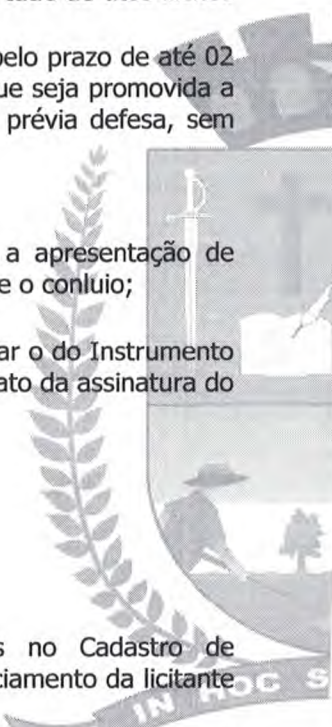 pelo prazo de até 02
que seja promovida a
prévia defesa, sem
a apresentação de
e o conluio;
ar o do Instrumento
ato da assinatura do
s no Cadastro de
ciamento da licitante
IN HOC S